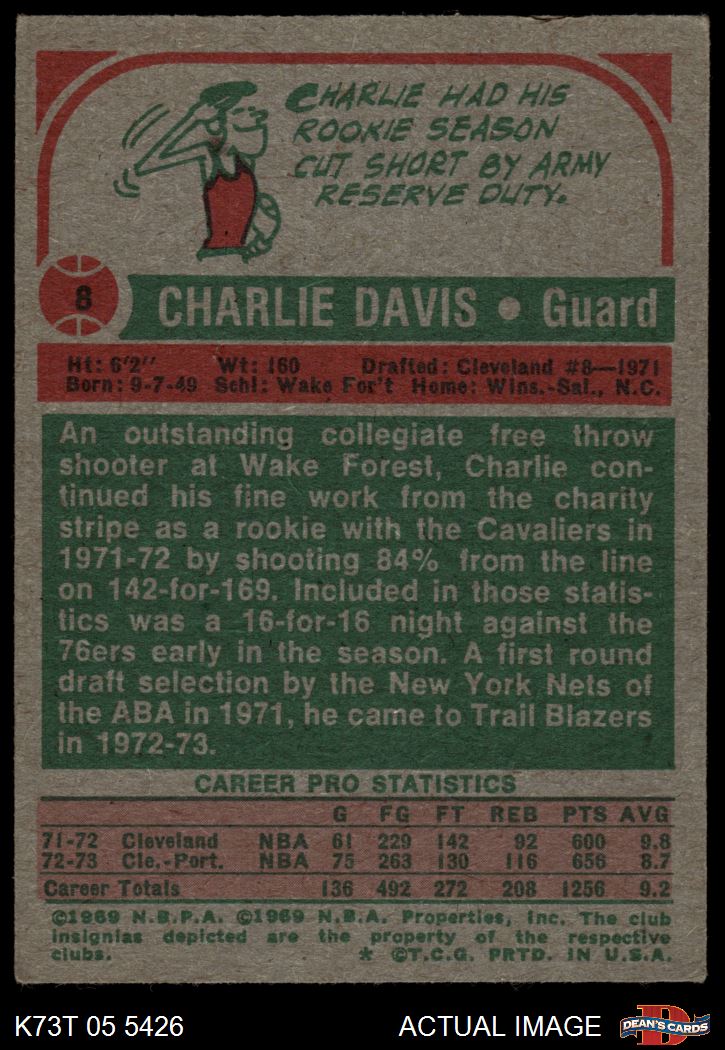 CHARLIE HAD HIS
ROOKIE SEASON
CUT SHORT BY ARMY
RESERVE DUTY.
8
CHARLIE DAVIS • Guard
Ht: 6'2" Wt: 160 Drafted: Cleveland #8—1971
Born: 9-7-49 Schl: Wake For't Home: Wins.-Sal., N.C.
An outstanding collegiate free throw
shooter at Wake Forest, Charlie con-
tinued his fine work from the charity
stripe as a rookie with the Cavaliers in
1971-72 by shooting 84% from the line
on 142-for-169. Included in those statis-
tics was a 16-for-16 night against the
76ers early in the season. A first round
draft selection by the New York Nets of
the ABA in 1971, he came to Trail Blazers
in 1972-73.
CAREER PRO STATISTICS
G FG FT REB PTS AVG
71-72 Cleveland NBA 61 229 142 92 600 9.8
72-73 Cle.-Port. NBA 75 263 130 116 656 8.7
Career Totals 136 492 272 208 1256 9.2
©1969 N.B.P.A. ©1969 N.B.A. Properties, Inc. The club
insignias depicted are the property of the respective
clubs. * ©T.C.G. PRTD. IN U.S.A.
K73T 05 5426 ACTUAL IMAGE
D
DEAN'S CARDS